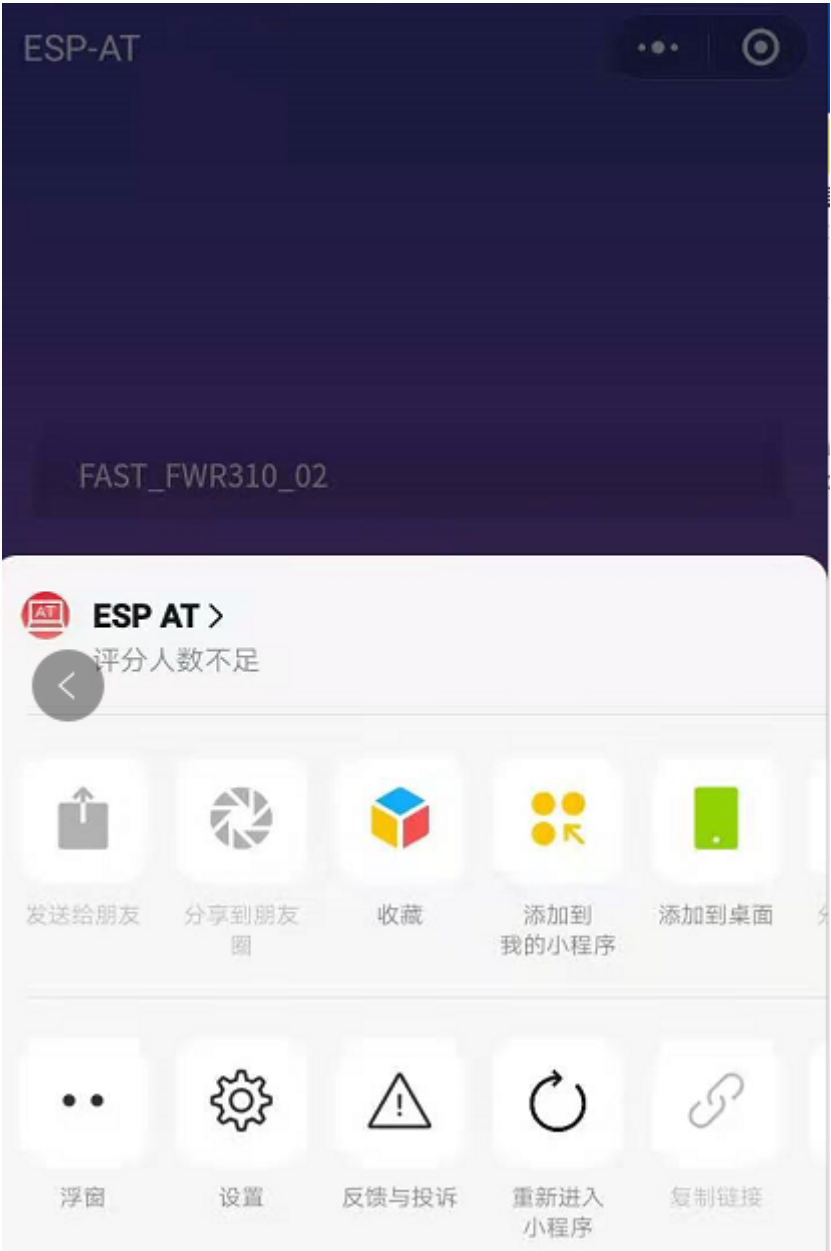 ESP-AT
FAST_FWR310_02
AT
ESP AT
评分人数不足
发送给朋友
分享到朋友
圈
收藏
添加到
我的小程序
添加到桌面
浮窗
设置
反馈与投诉
重新进入
小程序
复制链接